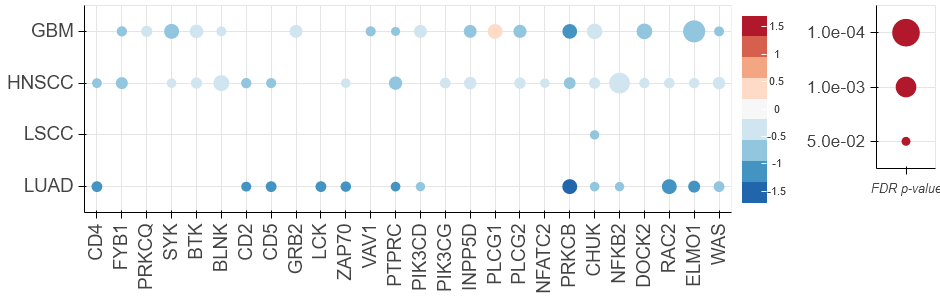 GBM
HNSCC
LSCC
LUAD
CD4
FYB1
PRKCQ
SYK
BTK
BLNK
CD2
CD5
GRB2
LCK
ZAP70
VAV1
PTPRC
PIK3CD
PIK3CG
INPP5D
PLCG1
PLCG2
NFATC2
PRKCB
CHUK
NFKB2
DOCK2
RAC2
ELMO1
WAS
1.5
1
0.5
0
-0.5
-1
-1.5
1.0e-04
1.0e-03
5.0e-02
FDR p-value